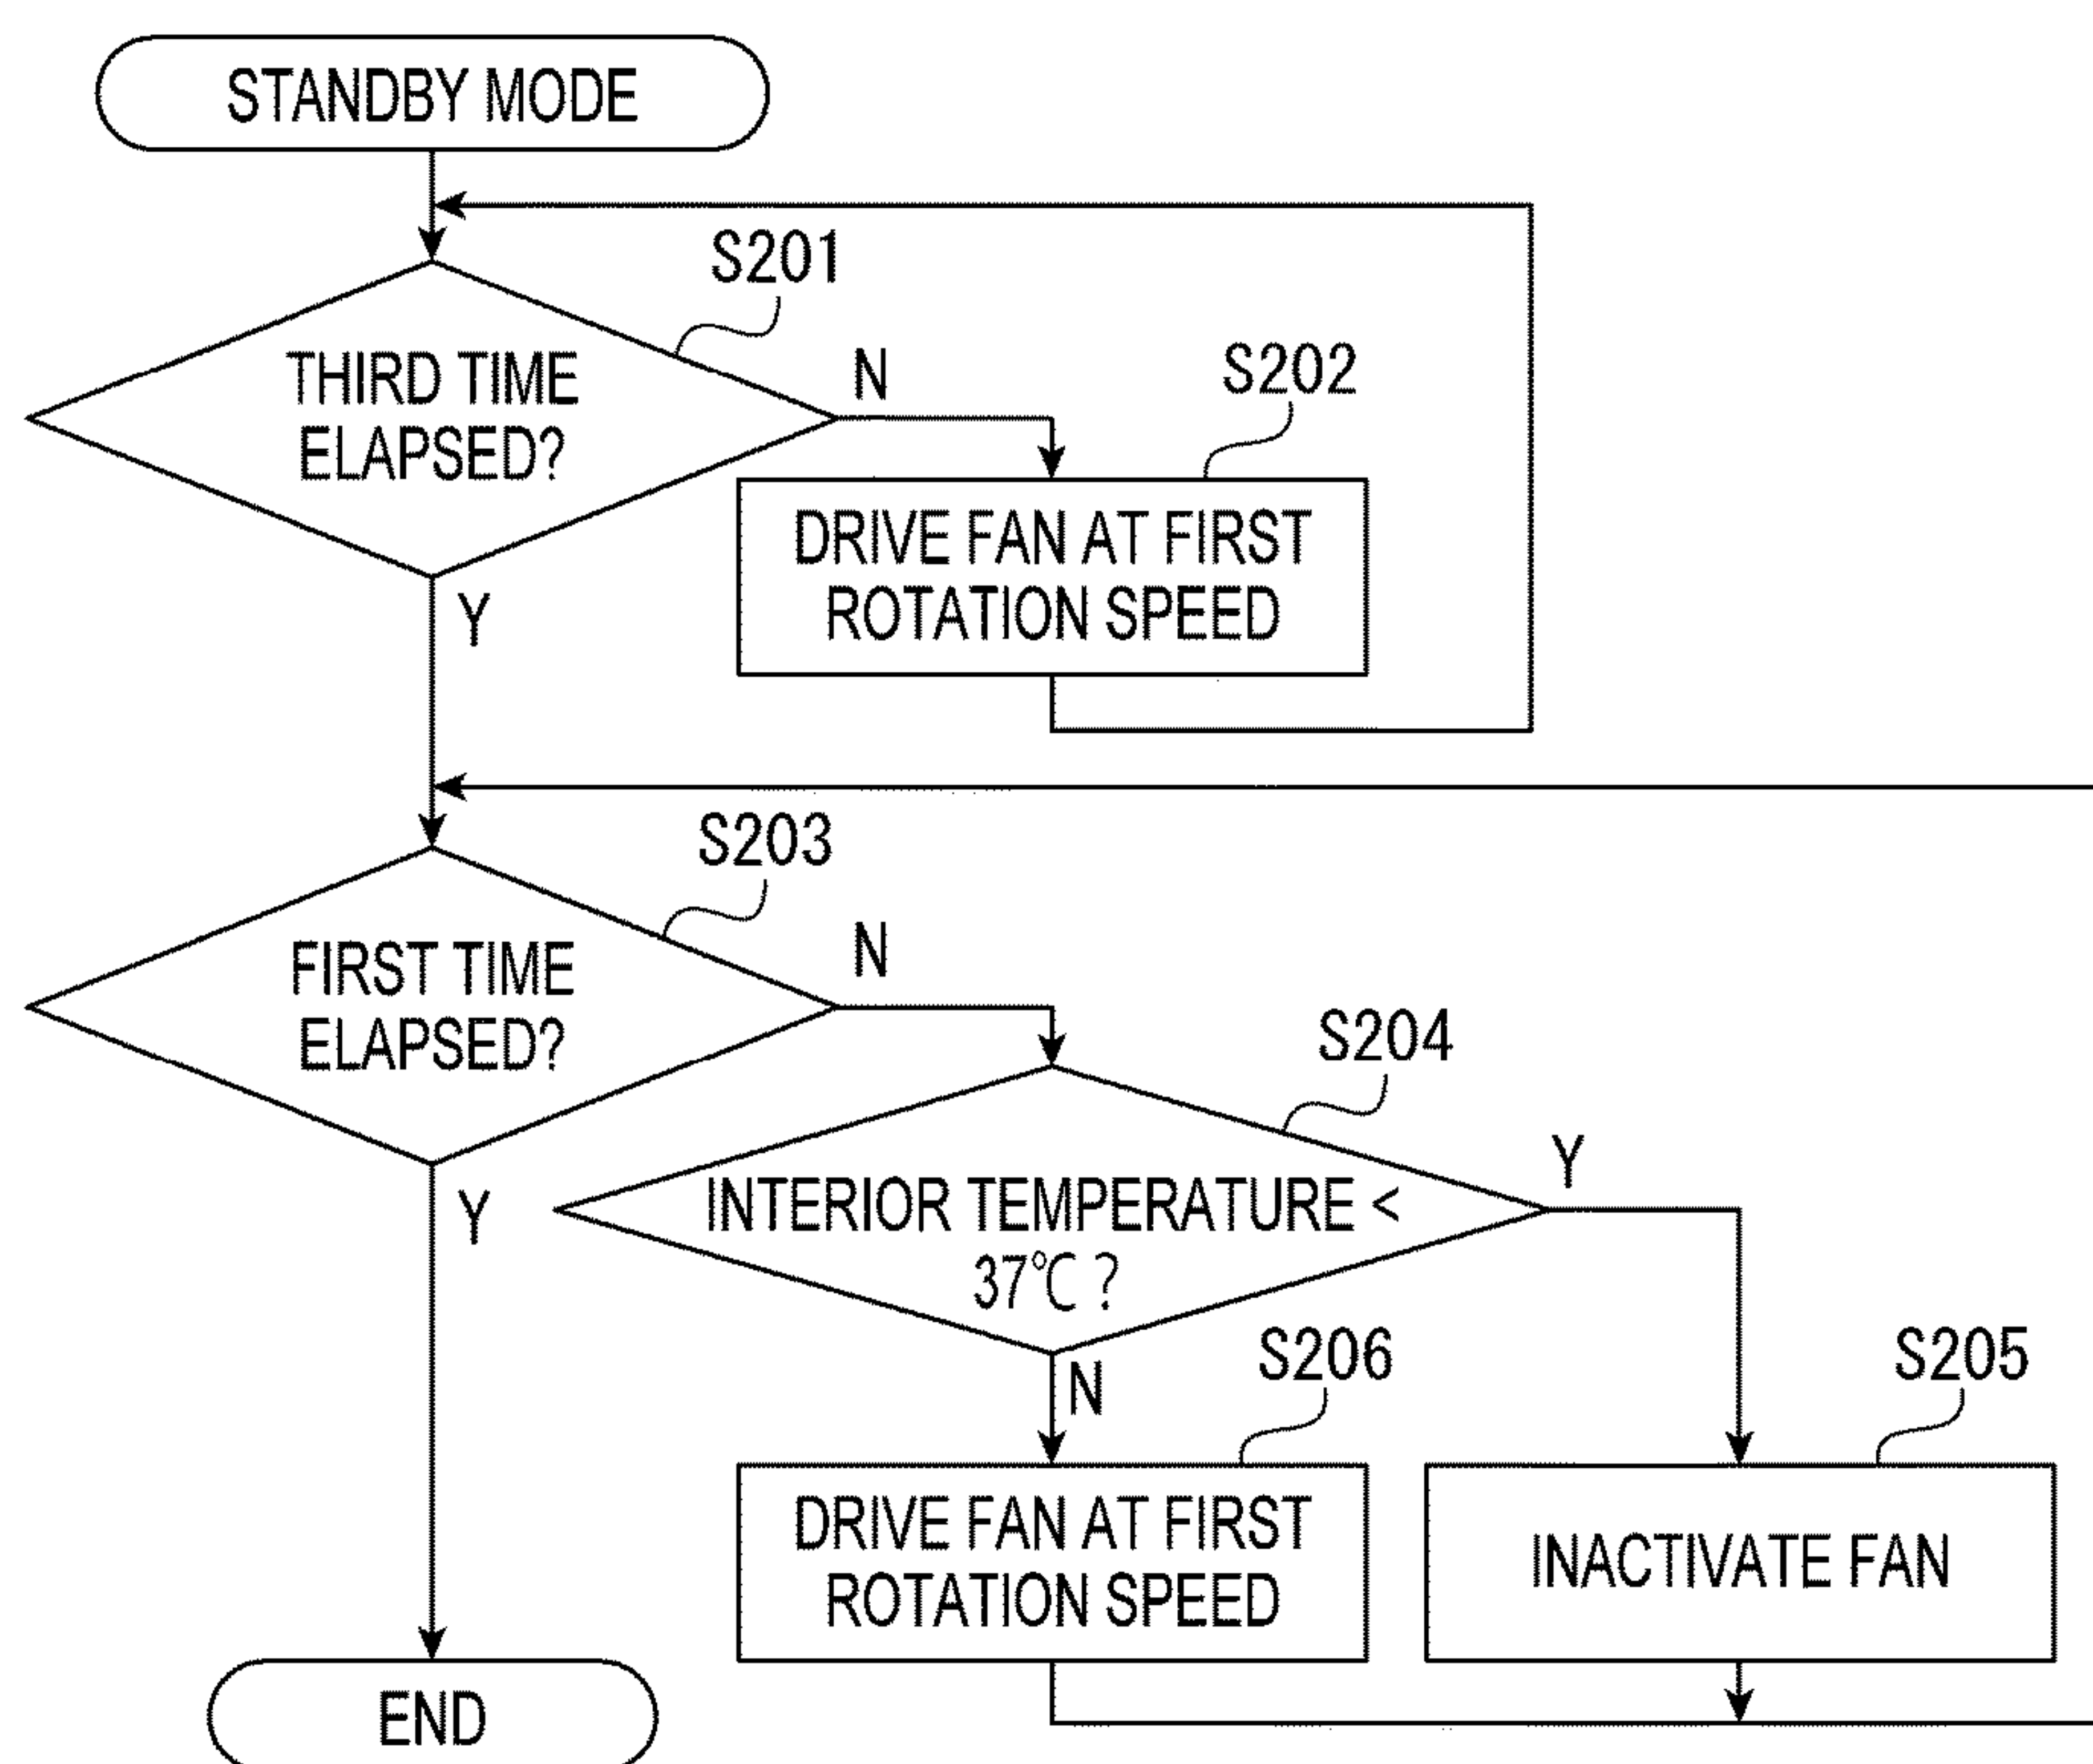 STANDBY MODE
S201
THIRD TIME
ELAPSED?
N
S202
DRIVE FAN AT FIRST
ROTATION SPEED
Y
S203
FIRST TIME
ELAPSED?
N
S204
INTERIOR TEMPERATURE <
37℃ ?
Y
Y
N
S206
S205
DRIVE FAN AT FIRST
ROTATION SPEED
INACTIVATE FAN
END